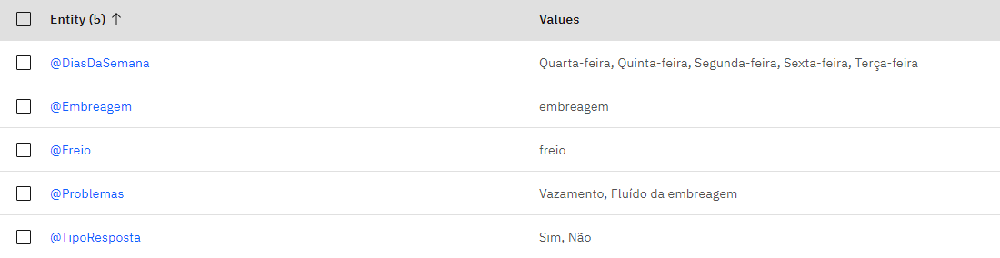 Entity (5) ↑ Values
@DiasDaSemana Quarta-feira, Quinta-feira, Segunda-feira, Sexta-feira, Terça-feira
@Embreagem embreagem
@Freio freio
@Problemas Vazamento, Fluído da embreagem
@TipoResposta Sim, Não